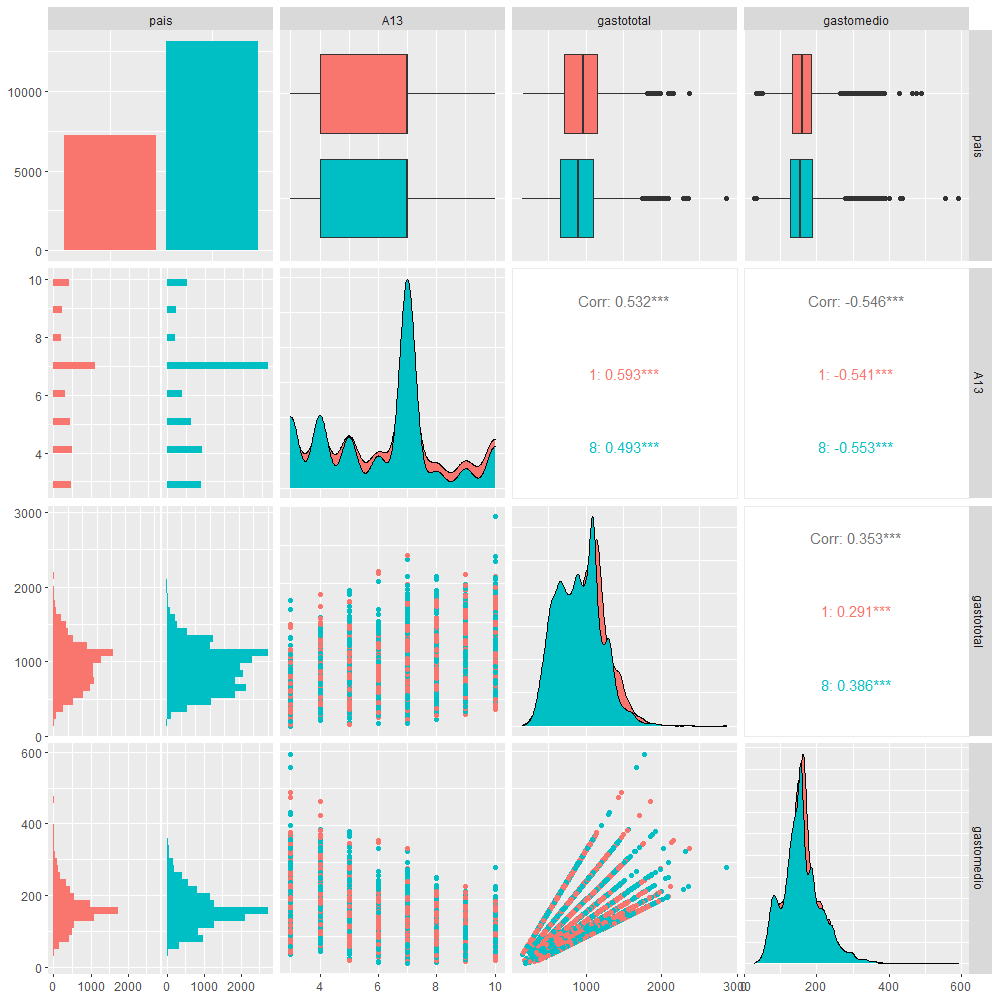 pais
A13
gastototal
gastomedio
10000
5000
0
pais
10
8
6
4
Corr: 0.532***
1: 0.593***
8: 0.493***
Corr: -0.546***
1: -0.541***
8: -0.553***
A13
3000
2000
1000
0
Corr: 0.353***
1: 0.291***
8: 0.386***
gastototal
600
400
200
0
gastomedio
0 1000 2000 0 1000 2000
4 6 8 10
1000 2000 3000
0 200 400 600